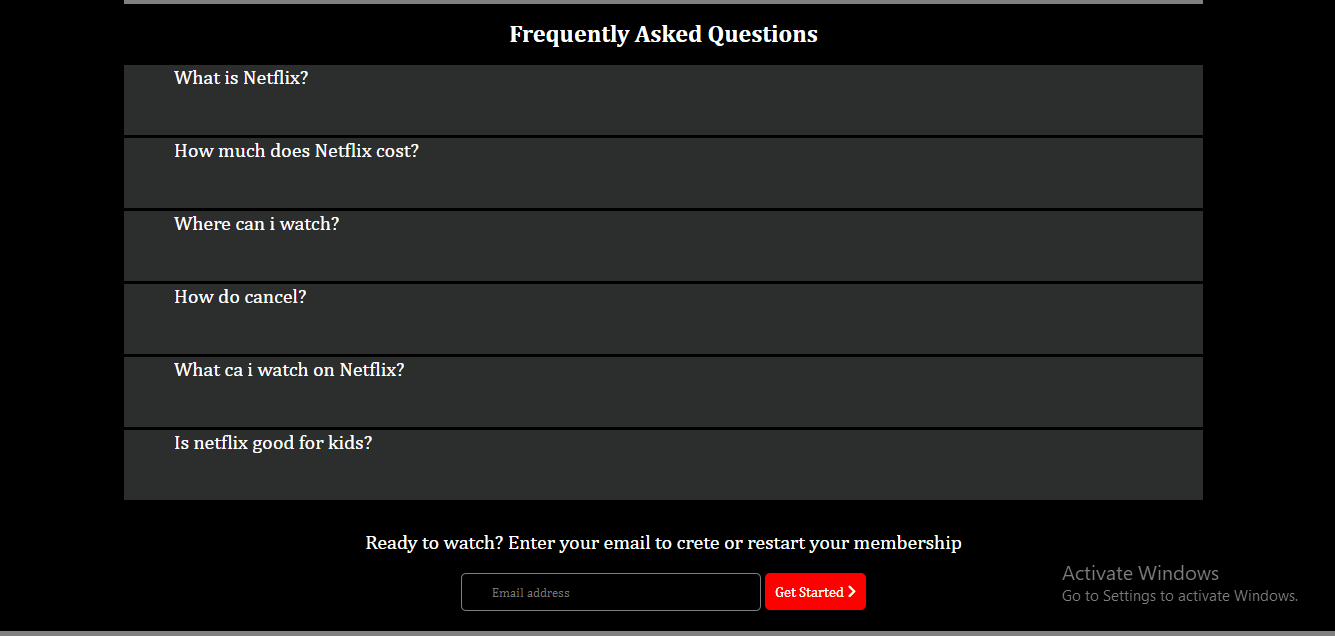 Frequently Asked Questions
What is Netflix?
How much does Netflix cost?
Where can i watch?
How do cancel?
What ca i watch on Netflix?
Is netflix good for kids?
Ready to watch? Enter your email to crete or restart your membership
Email address
Get Started
Activate Windows
Go to Settings to activate Windows.